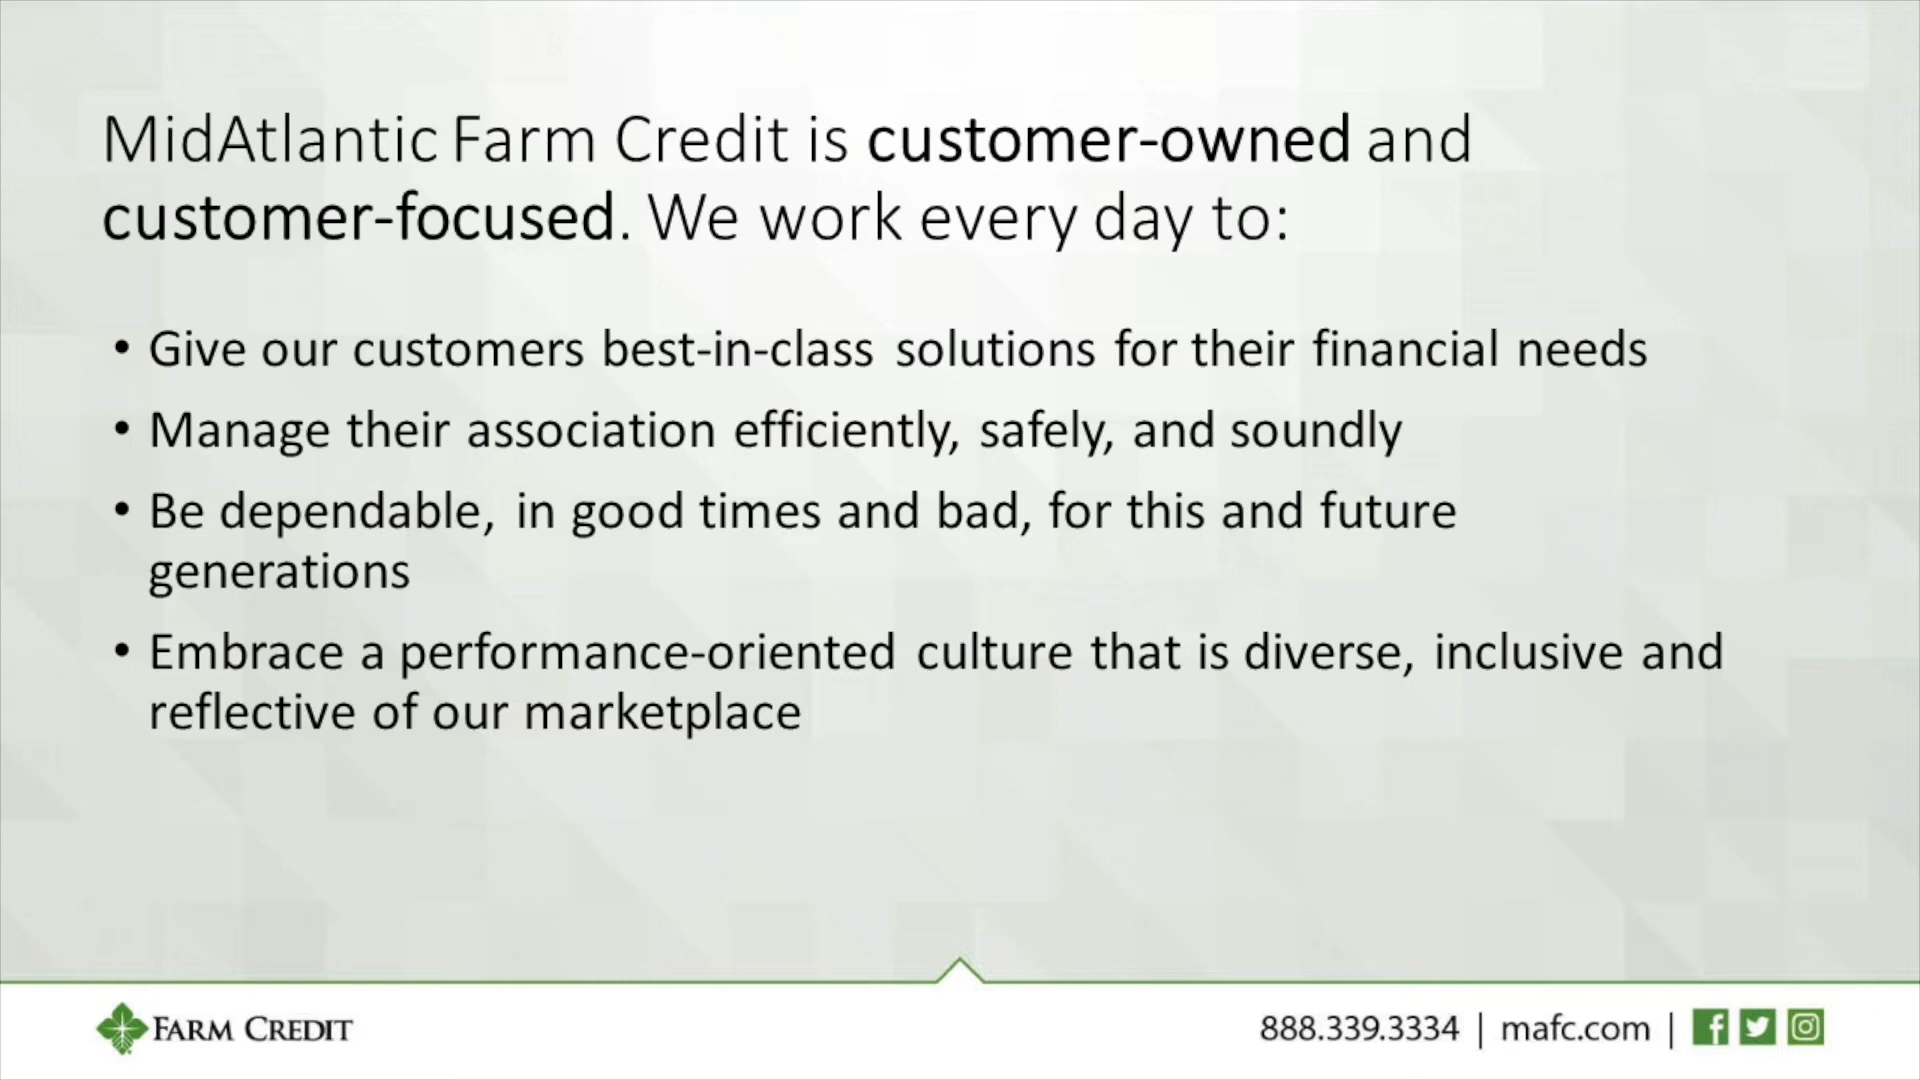 MidAtlantic Farm Credit is customer-owned and
customer-focused. We work every day to:
• Give our customers best-in-class solutions for their financial needs
• Manage their association efficiently, safely, and soundly
• Be dependable, in good times and bad, for this and future
generations
• Embrace a performance-oriented culture that is diverse, inclusive and
reflective of our marketplace
FARM CREDIT
888.339.3334 | mafc.com |